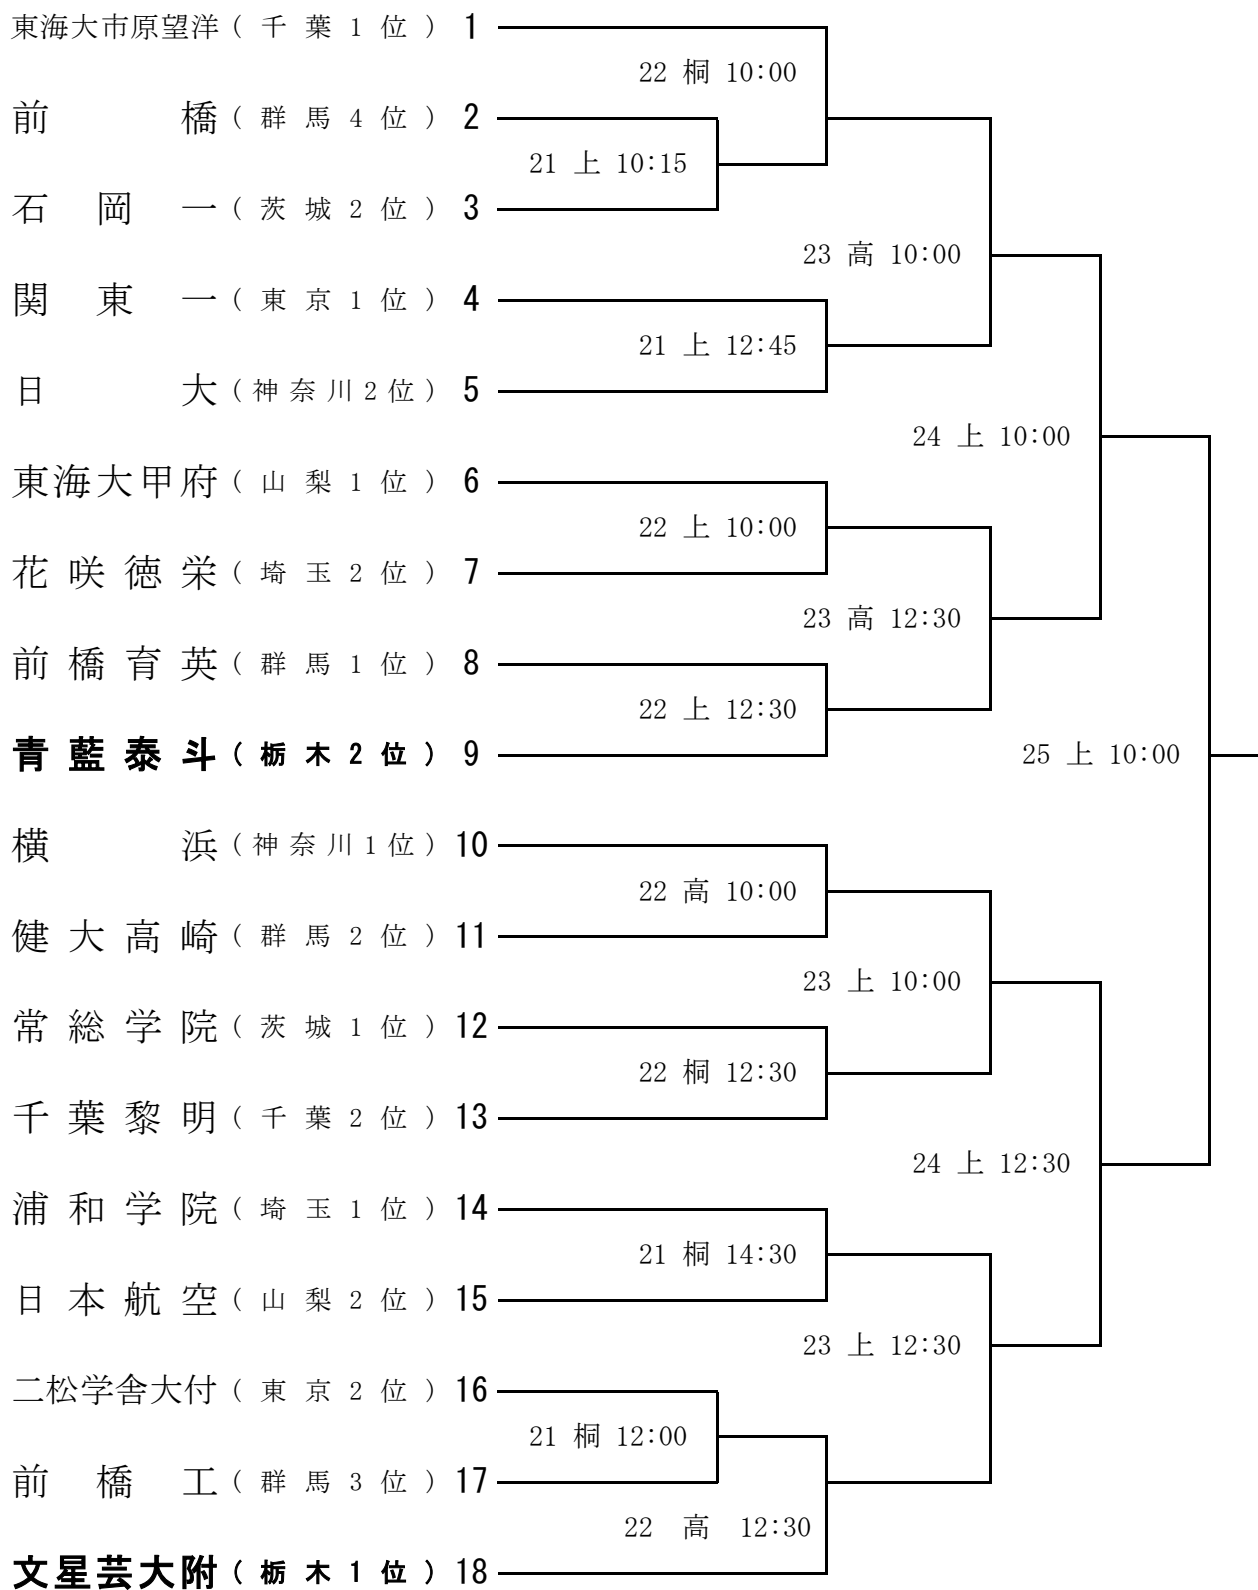 東海大市原望洋(千葉1位) 1
22 桐 10:00
前橋(群馬4位) 2
21 上 10:15
石岡一(茨城2位) 3
23 高 10:00
関東一(東京1位) 4
21 上 12:45
日大(神奈川2位) 5
24 上 10:00
東海大甲府(山梨1位) 6
22 上 10:00
花咲徳栄(埼玉2位) 7
23 高 12:30
前橋育英(群馬1位) 8
22 上 12:30
青藍泰斗(栃木2位) 9
25 上 10:00
横浜(神奈川1位) 10
22 高 10:00
健大高崎(群馬2位) 11
23 上 10:00
常総学院(茨城1位) 12
22 桐 12:30
千葉黎明(千葉2位) 13
24 上 12:30
浦和学院(埼玉1位) 14
21 桐 14:30
日本航空(山梨2位) 15
23 上 12:30
二松学舎大付(東京2位) 16
21 桐 12:00
前橋工(群馬3位) 17
22 高 12:30
文星芸大附(栃木1位) 18